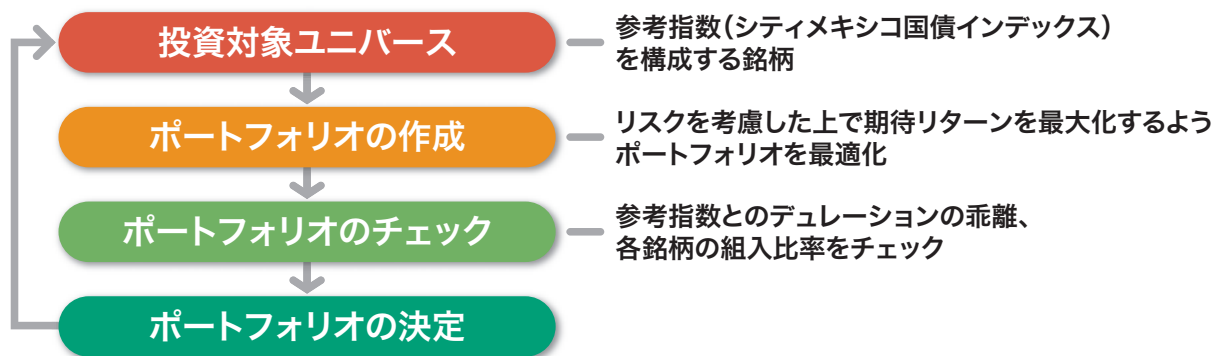 投資対象ユニバース
参考指数(シティメキシコ国債インデックス)
を構成する銘柄
ポートフォリオの作成
リスクを考慮した上で期待リターンを最大化するよう
ポートフォリオを最適化
ポートフォリオのチェック
参考指数とのデュレーションの乖離、
各銘柄の組入比率をチェック
ポートフォリオの決定